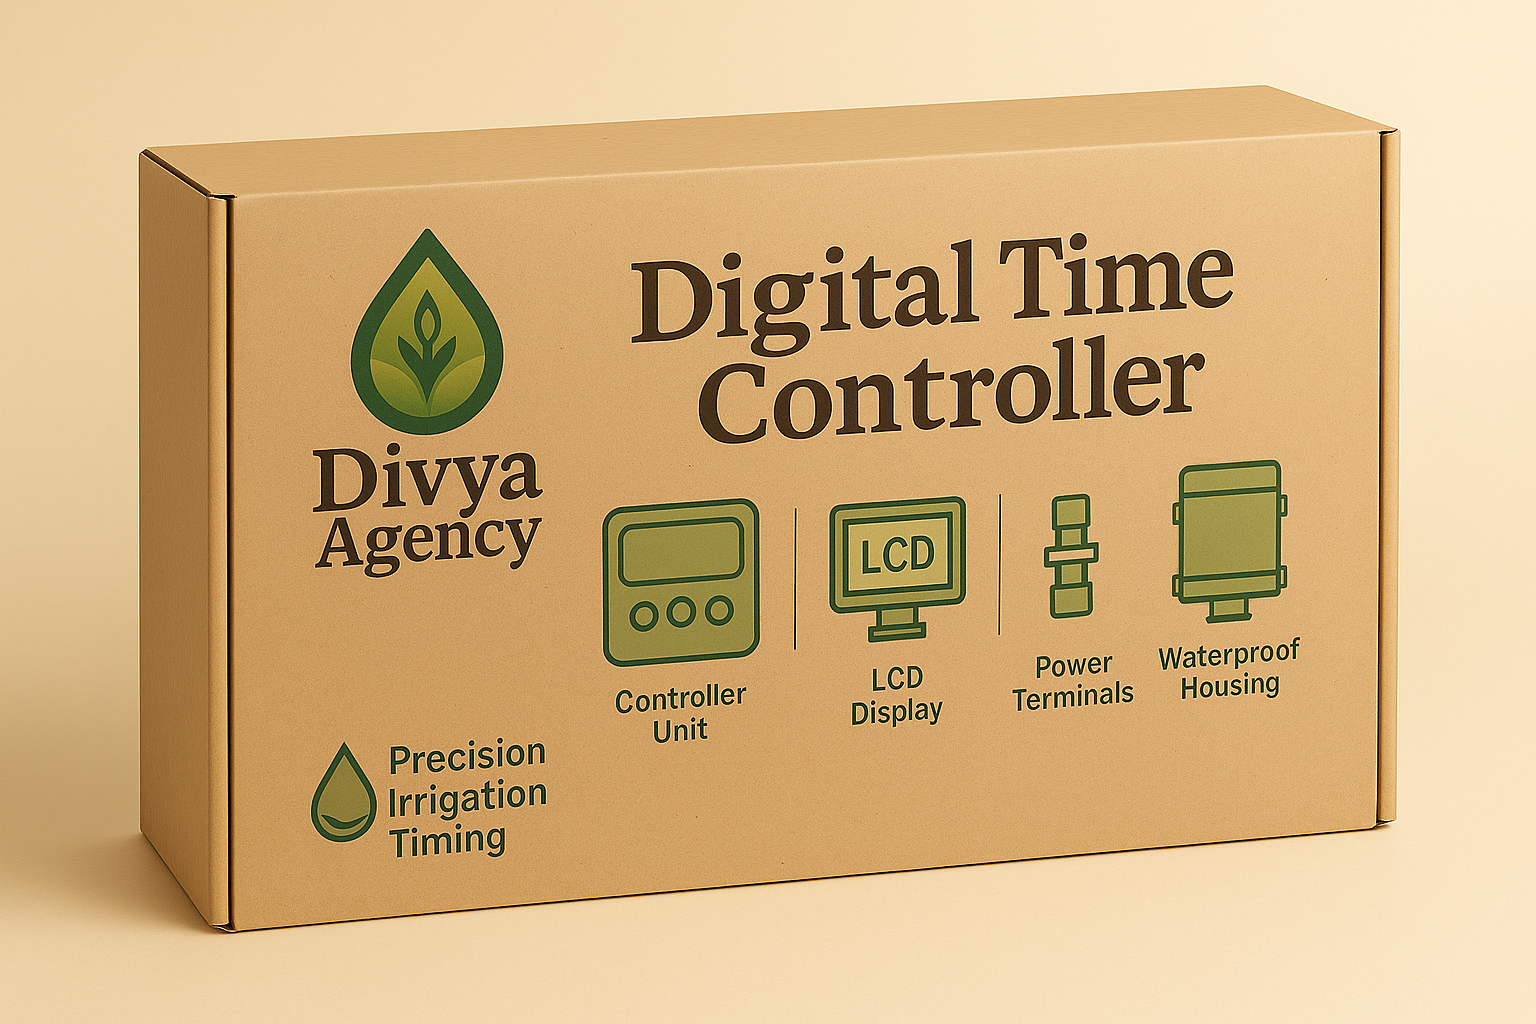 Divya
Agency
Digital Time
Controller
Controller
Unit
LCD
LCD
Display
Power
Terminals
Waterproof
Housing
Precision
Irrigation
Timing